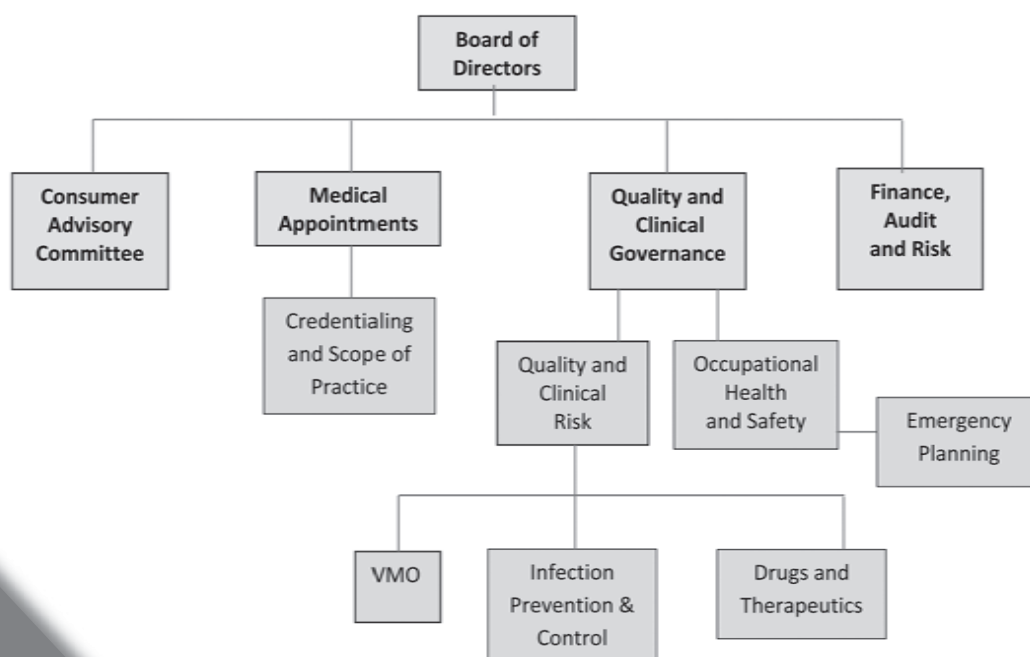 Board of
Directors
Consumer
Advisory
Committee
Medical
Appointments
Quality and
Clinical
Governance
Finance,
Audit
and Risk
Credentialing
and Scope of
Practice
Quality and
Clinical
Risk
Occupational
Health
and Safety
Emergency
Planning
VMO
Infection
Prevention &
Control
Drugs and
Therapeutics